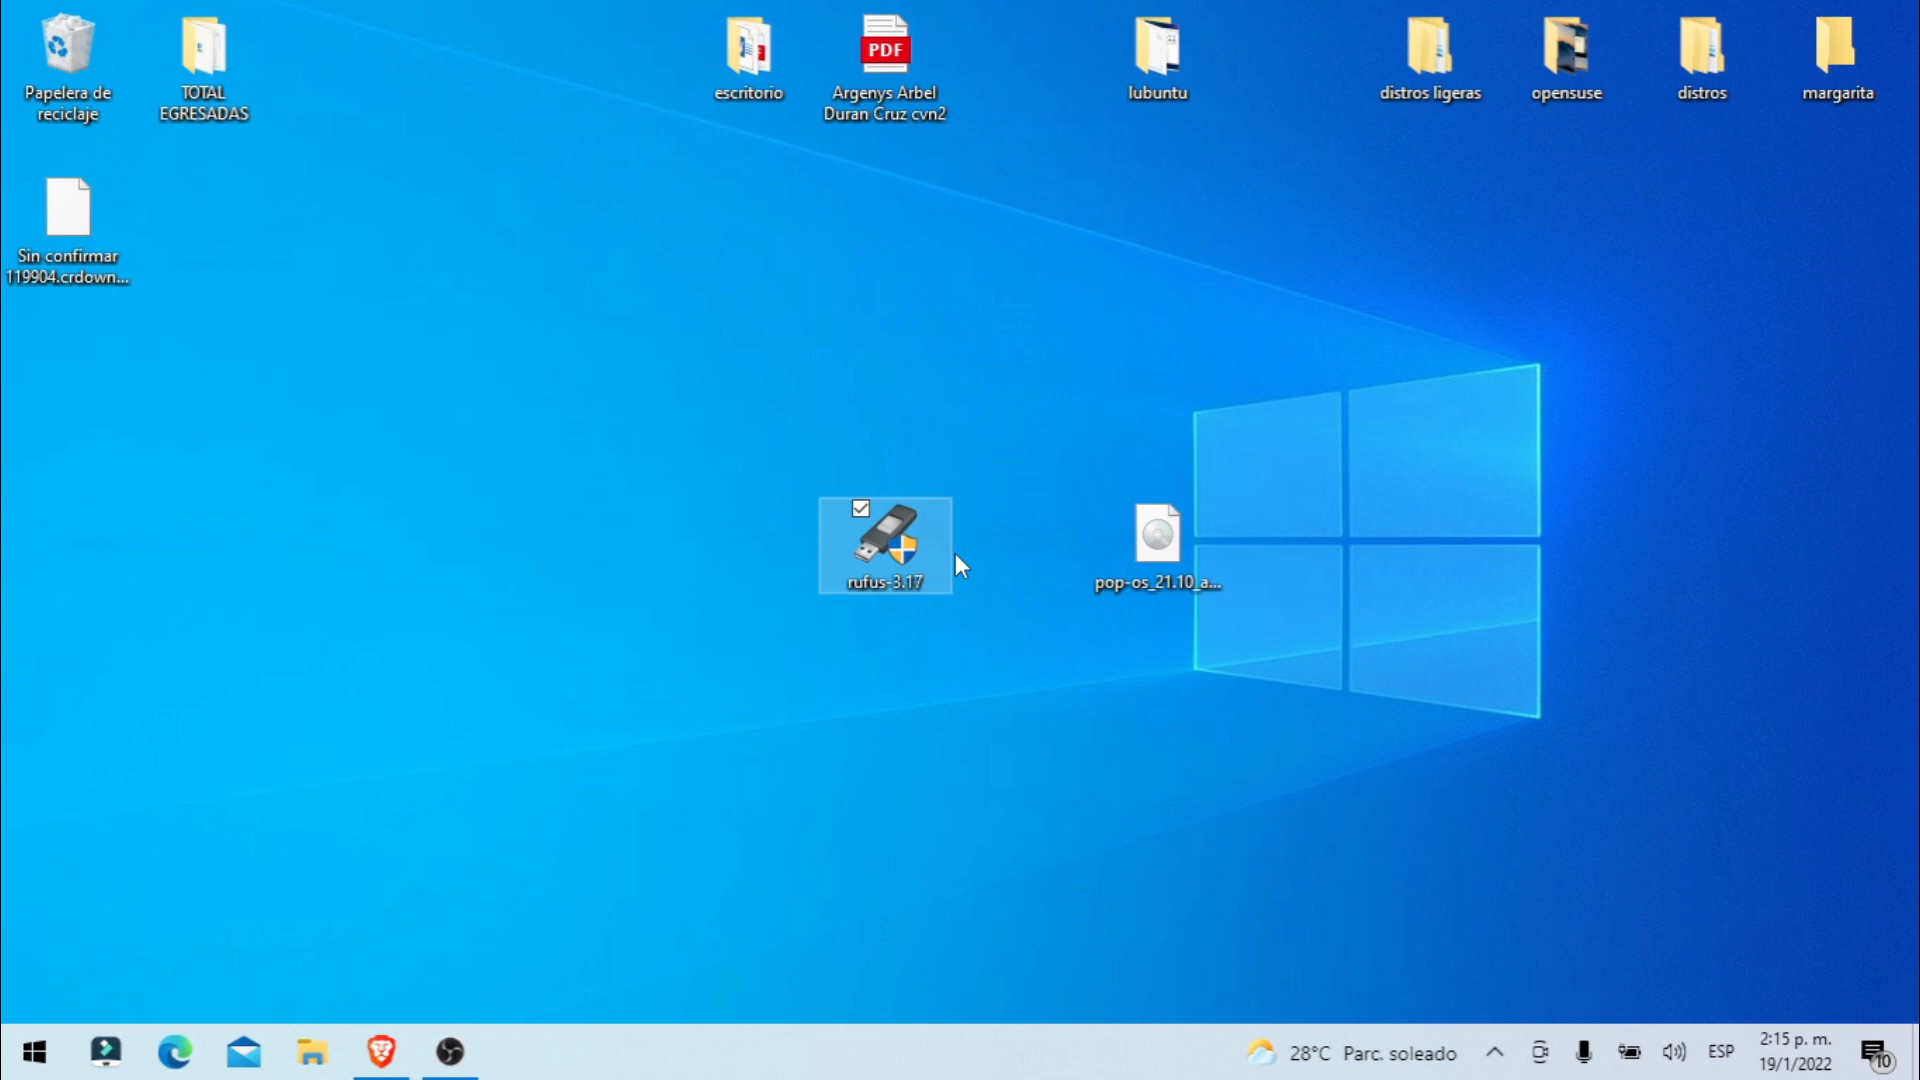 Papelera de
reciclaje
TOTAL
EGRESADAS
escritorio
PDF
Argenys Arbel
Duran Cruz cvn2
lubuntu
distros ligeras
opensuse
distros
margarita
Sin confirmar
119904.crdown...
rufus-3.17
pop-os_21.10_a...
28°C Parc. soleado
ESP
2:15 p. m.
19/1/2022
10